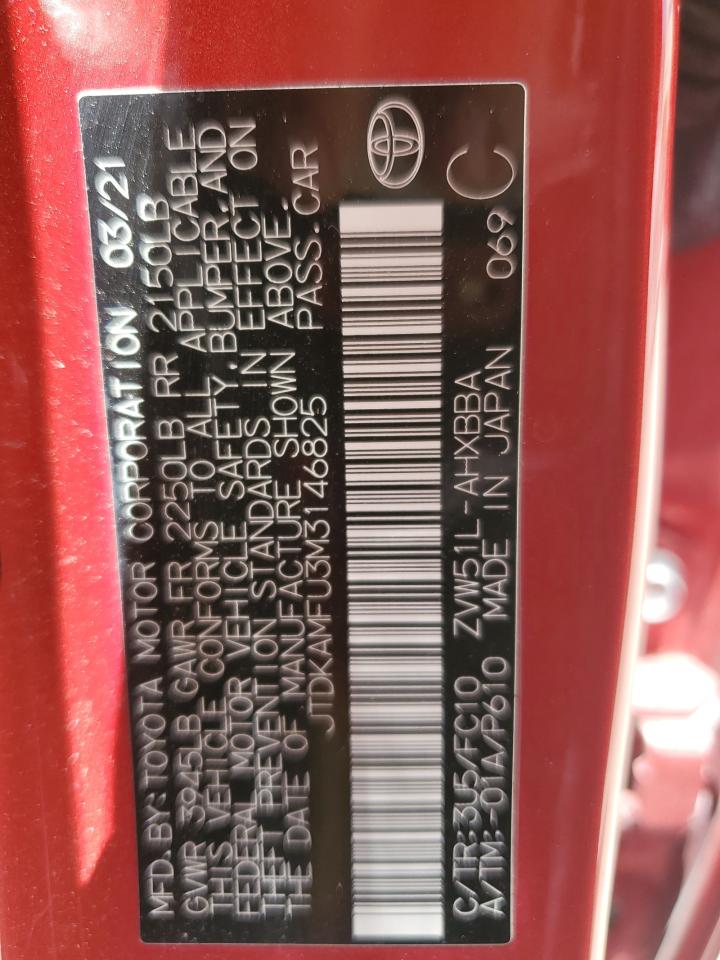 MFD. BY: TOYOTA MOTOR CORPORATION 03/21
GWVR 3945LB GAWR FR 2250LB RR 2150LB
THIS VEHICLE CONFORMS TO ALL APPLICABLE
FEDERAL MOTOR VEHICLE SAFETY, BUMPER, AND
THEFT PREVENTION STANDARDS IN EFFECT ON
THE DATE OF MANUFACTURE SHOWN ABOVE.
JTDKAMFU3M3146825 PASS. CAR
C/TR:3U5/FC10 ZVW51L-AHXBBA 069 C
A/TM:-01A/P610 MADE IN JAPAN